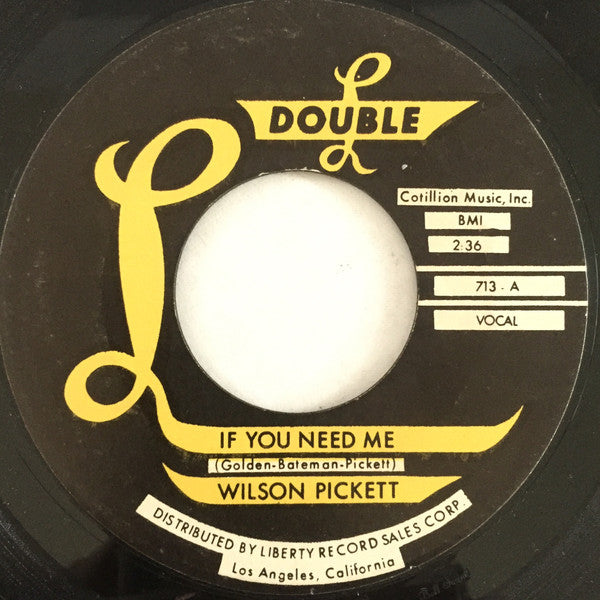 DOUBLE L
Cotillion Music, Inc.
BMI
2:36
713 - A
VOCAL
IF YOU NEED ME
(Golden-Bateman-Pickett)
WILSON PICKETT
DISTRIBUTED BY LIBERTY RECORD SALES CORP.
Los Angeles, California